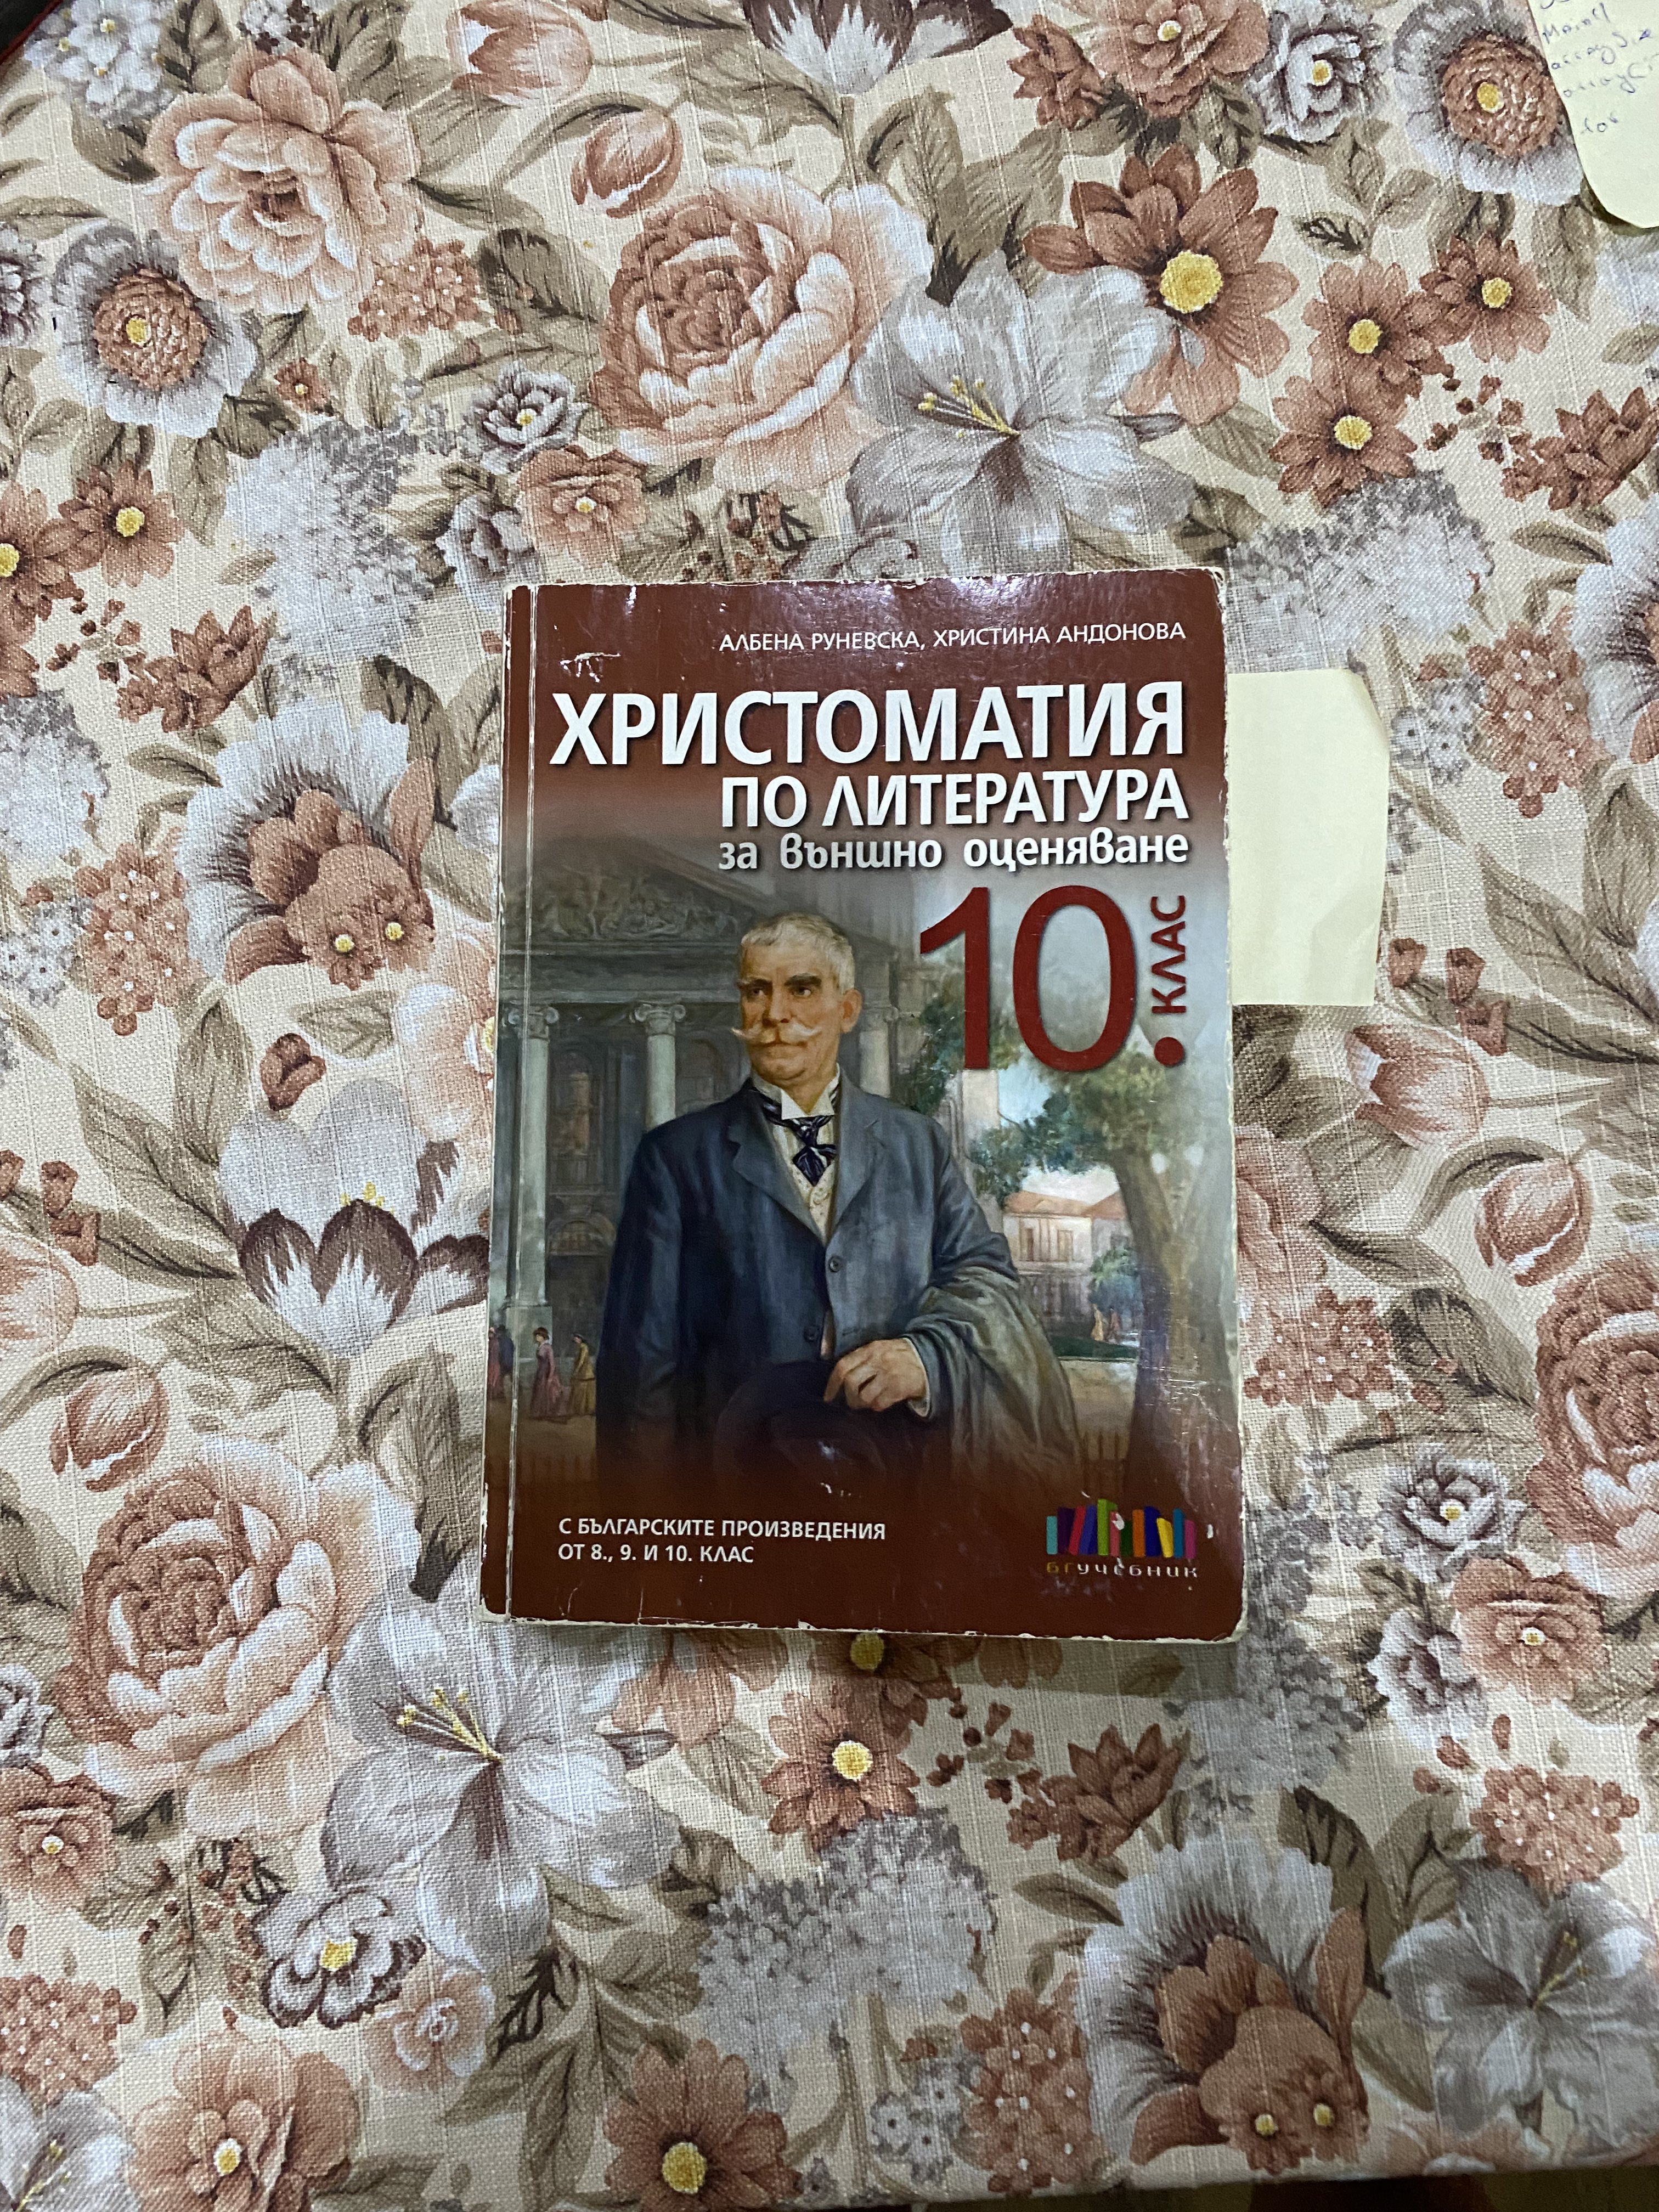 АЛБЕНА РУНЕВСКА, ХРИСТИНА АНДОНОВА
ХРИСТОМАТИЯ
ПО ЛИТЕРАТУРА
за външно оценяване
10. КЛАС
С БЪЛГАРСКИТЕ ПРОИЗВЕДЕНИЯ
ОТ 8., 9. И 10. КЛАС
БГУЧЕБНИК